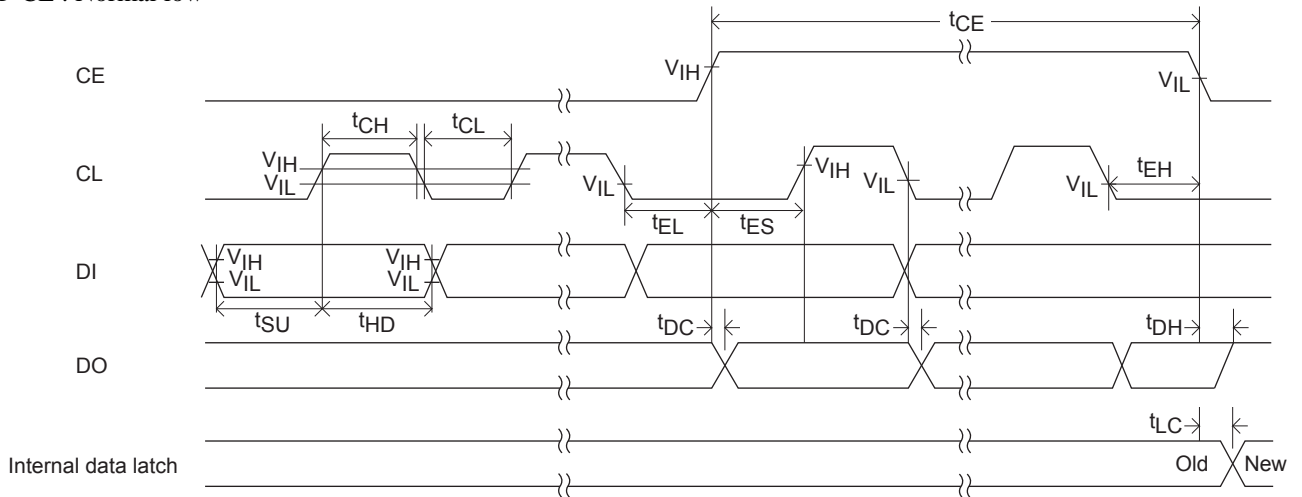 CE : Normal low
tCE
CE
VIH
VIL
tCH
tCL
CL
VIH
VIL
VIL
VIH
VIL
VIL
tEH
tEL
tES
DI
VIH
VIL
VIH
VIL
tSU
tHD
tDC
tDC
tDH
DO
tLC
Internal data latch
Old
New